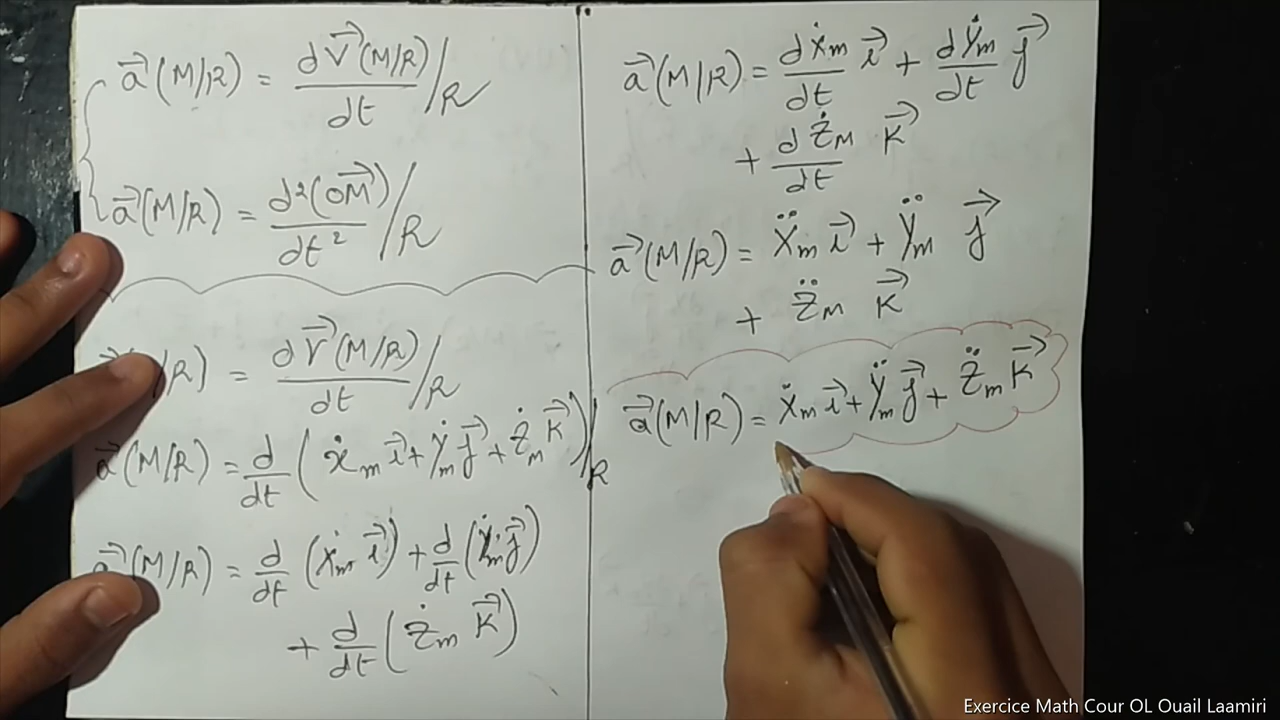 a⃗(M/R) = dV⃗(M/R)/dt /R
a⃗(M/R) = d²(OM⃗)/dt² /R
/R) = dV⃗(M/R)/dt /R
a⃗(M/R) = d/dt (ẋm i⃗ + ẏm j⃗ + żm k⃗)/R
a⃗(M/R) = d/dt (ẋm i⃗) + d/dt (ẏm j⃗)
+ d/dt (żm k⃗)
a⃗(M/R) = dẋm/dt i⃗ + dẏm/dt j⃗
+ dżM/dt k⃗
a⃗(M/R) = ẍm i⃗ + ÿm j⃗
+ z̈M k⃗
a⃗(M/R) = ẍm i⃗ + ÿm j⃗ + z̈m k⃗
Exercice Math Cour OL Ouail Laamiri